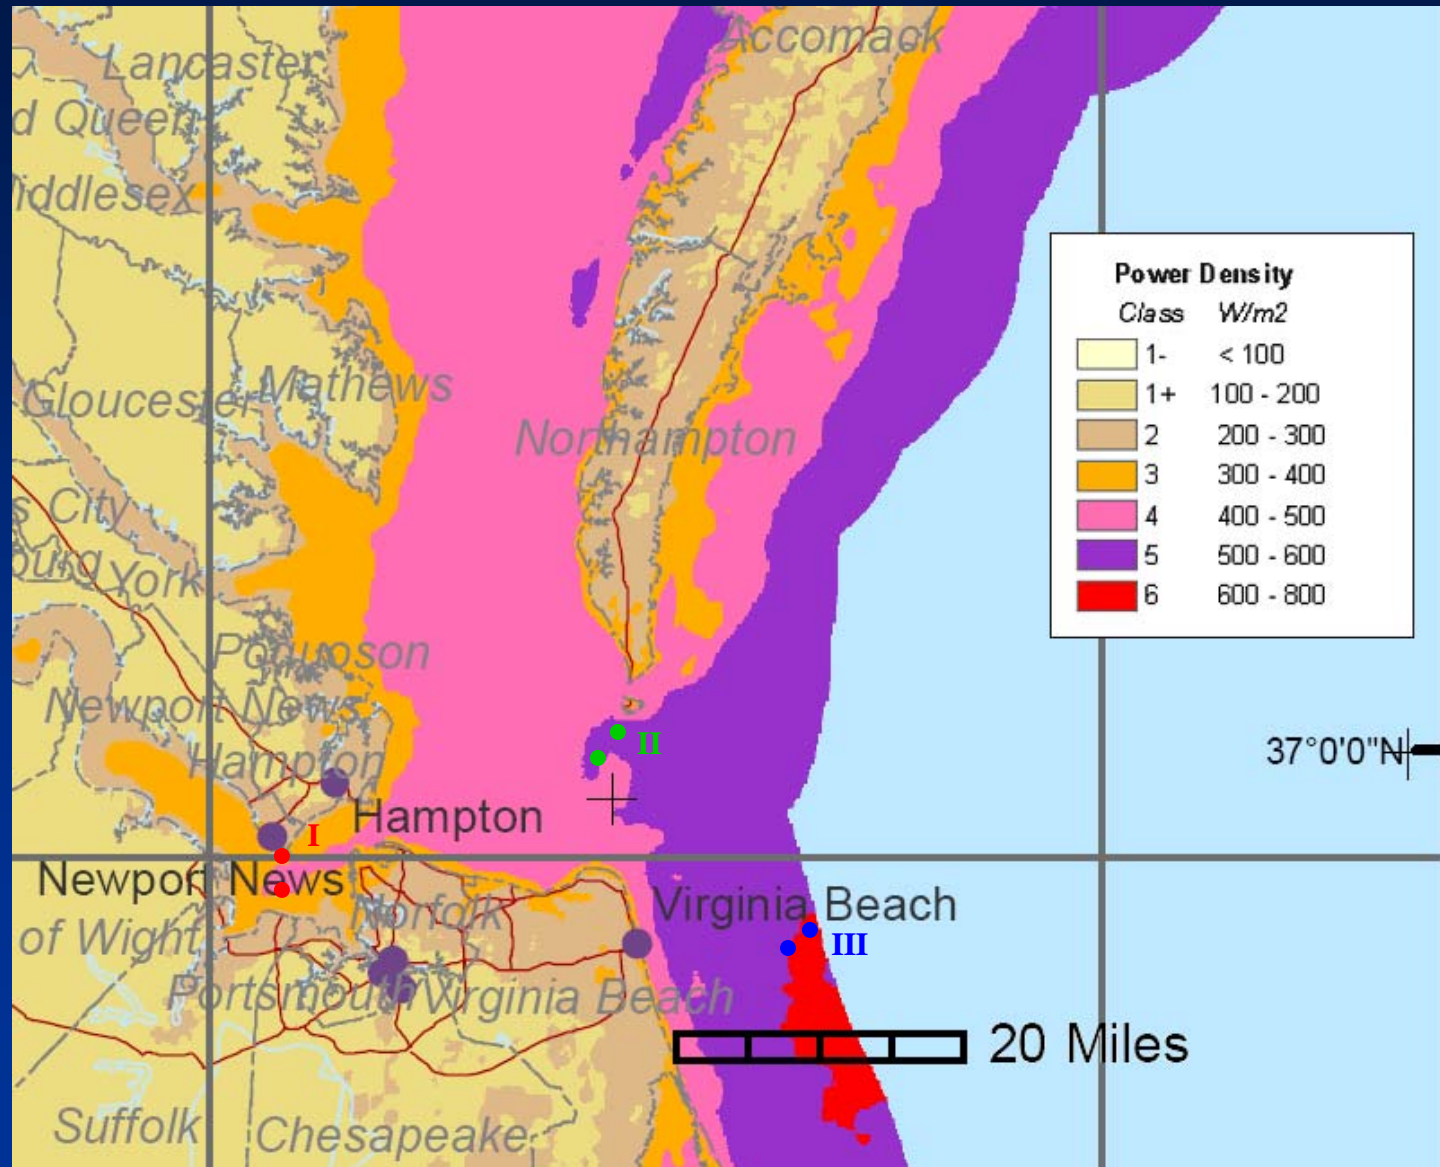 Accomack
Lancaster
d Queen
iddlesex
Power Density
Class W/m2
1- < 100
1+ 100 - 200
2 200 - 300
3 300 - 400
4 400 - 500
5 500 - 600
6 600 - 800
Mathews
Gloucester
Northampton
s City
burg
York
Poquoson
Newport News
II
37°0'0"N
Hampton
Hampton
I
Newport News
Virginia Beach
Norfolk
of Wight
III
Portsmouth
Virginia Beach
20 Miles
Suffolk
Chesapeake